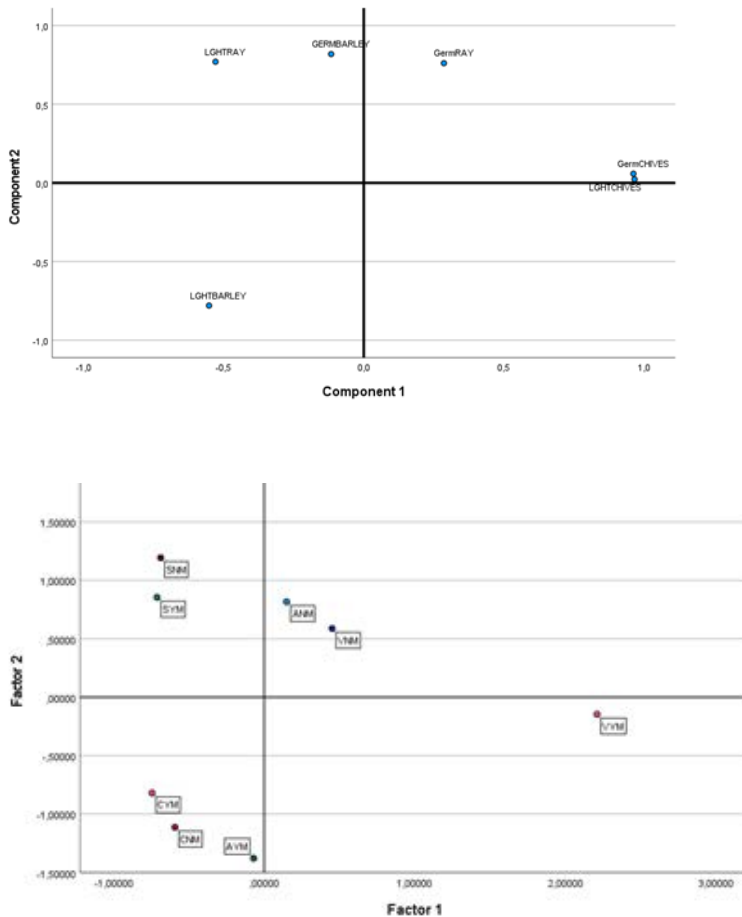 1,0
LGHTRAY
GERMBARLEY
GermRAY
0,5
GermCHIVES
Component 2
0,0
LGHTCHIVES
-0,5
LGHTBARLEY
-1,0
-1,0 -0,5 0,0 0,5 1,0
Component 1
1,50000
SNM
1,00000
SYM
ANM
,50000
VNM
Factor 2
,00000
VYM
-,50000
CYM
-1,00000
CNM
AYM
-1,50000
-1,00000 ,00000 1,00000 2,00000 3,00000
Factor 1